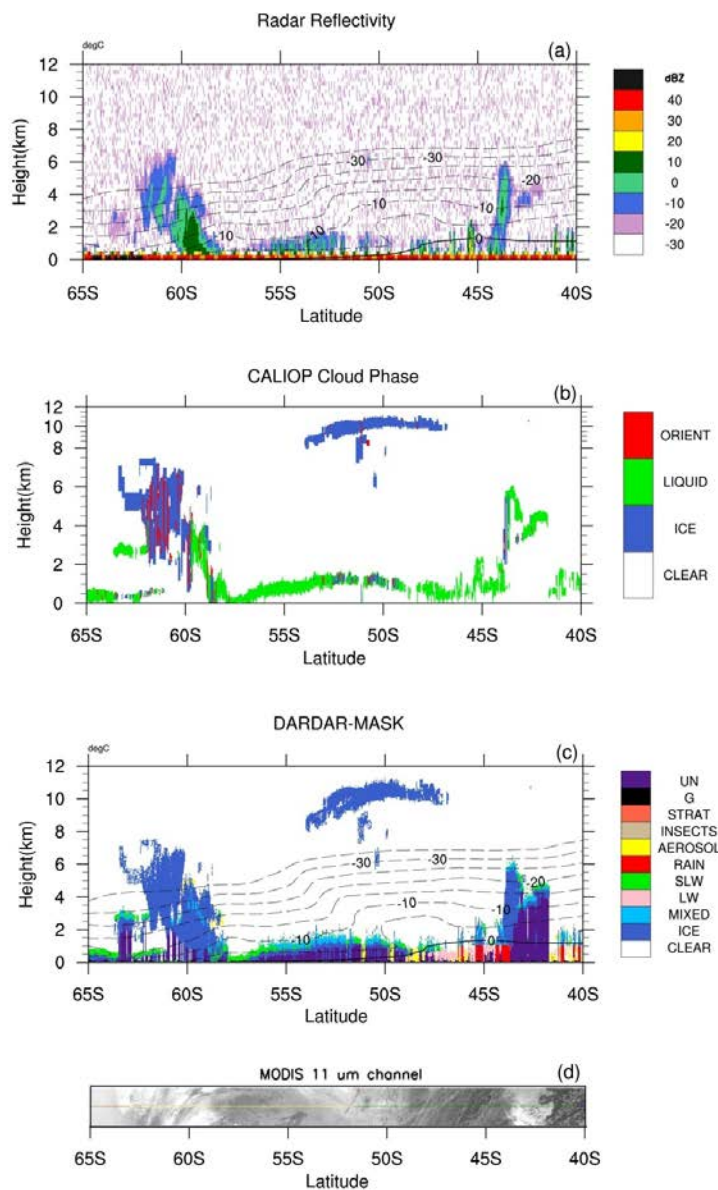 Radar Reflectivity
degC
(a)
12
10
8
6
4
2
0
Height(km)
-30
-30
-20
-10
-10
0
10
10
65S 60S 55S 50S 45S 40S
Latitude
dBZ
40
30
20
10
0
-10
-20
-30
CALIOP Cloud Phase
(b)
12
10
8
6
4
2
0
Height(km)
65S 60S 55S 50S 45S 40S
Latitude
ORIENT
LIQUID
ICE
CLEAR
DARDAR-MASK
degC
(c)
12
10
8
6
4
2
0
Height(km)
-30
-30
-20
-10
-10
0
10
65S 60S 55S 50S 45S 40S
Latitude
UN
G
STRAT
INSECTS
AEROSOL
RAIN
SLW
LW
MIXED
ICE
CLEAR
MODIS 11 um channel
(d)
65S 60S 55S 50S 45S 40S
Latitude